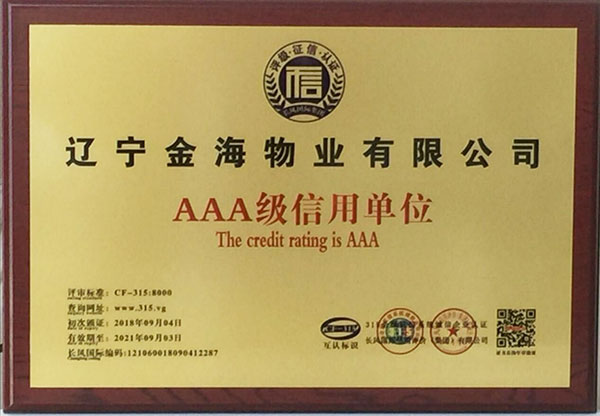 评级·征信·认证
信
辽宁金海物业有限公司
AAA级信用单位
The credit rating is AAA
评审标准：CF-315:8000
查询网址：www.315.vg
初次颁证：2018年09月04日
有效期至：2021年09月03日
长风国际编码：121060018090412287
CF-315
互认标识